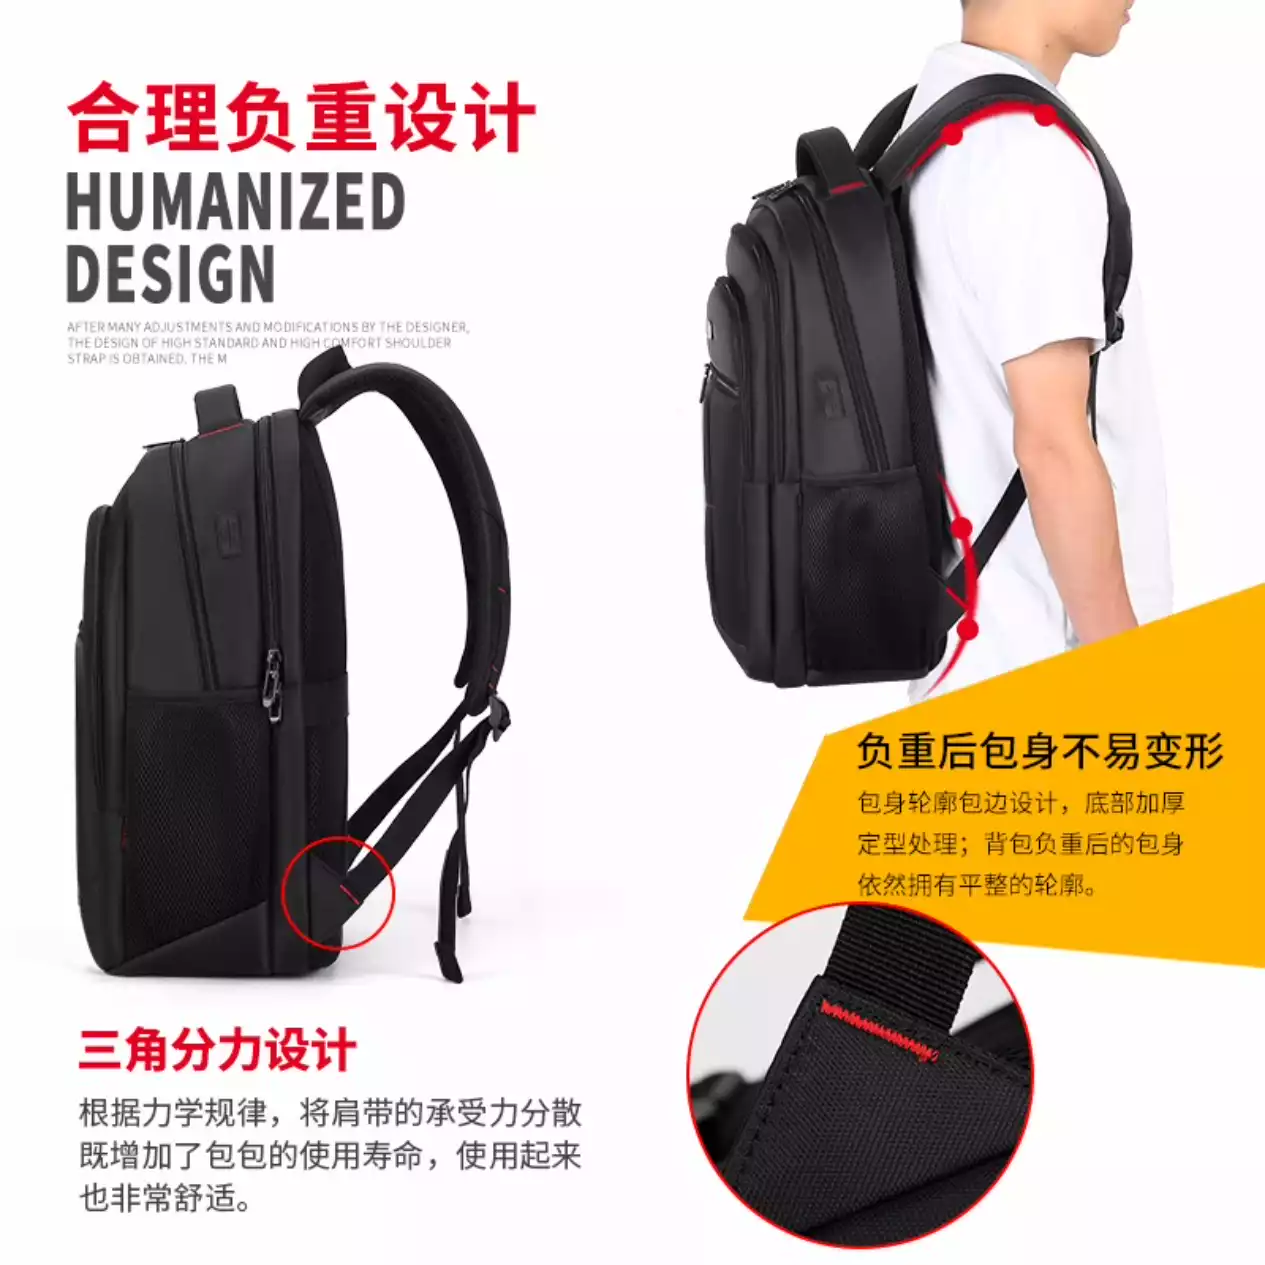 合理负重设计
HUMANIZED
DESIGN
AFTER MANY ADJUSTMENTS AND MODIFICATIONS BY THE DESIGNER,
THE DESIGN OF HIGH STANDARD AND HIGH COMFORT SHOULDER
STRAP IS OBTAINED. THE M
负重后包身不易变形
包身轮廓包边设计，底部加厚
定型处理；背包负重后的包身
依然拥有平整的轮廓。
三角分力设计
根据力学规律，将肩带的承受力分散
既增加了包包的使用寿命，使用起来
也非常舒适。